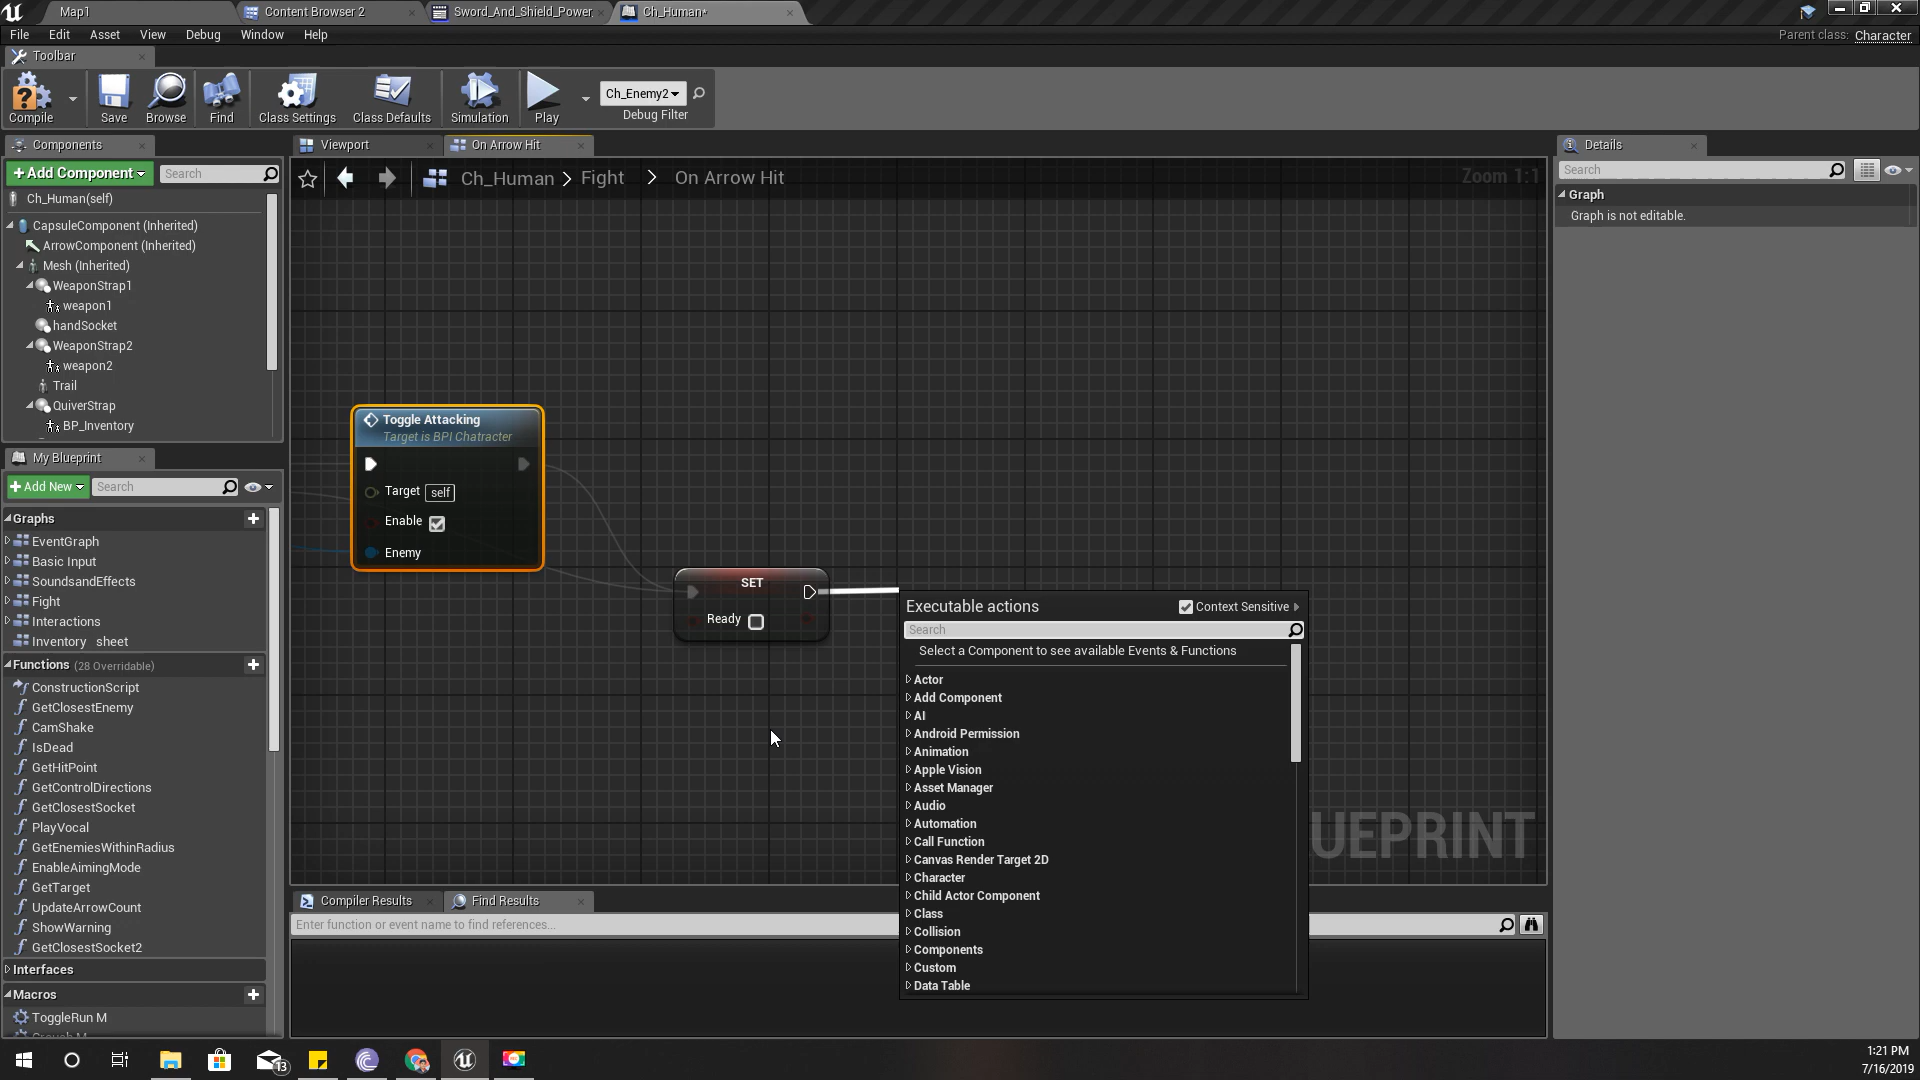 Map1
Content Browser 2
Sword_And_Shield_Power
Ch_Human*
File Edit Asset View Debug Window Help
Parent class: Character
Toolbar
Compile
Save
Browse
Find
Class Settings
Class Defaults
Simulation
Play
Ch_Enemy2
Debug Filter
Components
+Add Component
Search
Ch_Human(self)
CapsuleComponent (Inherited)
ArrowComponent (Inherited)
Mesh (Inherited)
WeaponStrap1
weapon1
handSocket
WeaponStrap2
weapon2
Trail
QuiverStrap
BP_Inventory
My Blueprint
+Add New
Search
Graphs
EventGraph
Basic Input
SoundsandEffects
Fight
Interactions
Inventory sheet
Functions (28 Overridable)
ConstructionScript
GetClosestEnemy
CamShake
IsDead
GetHitPoint
GetControlDirections
GetClosestSocket
PlayVocal
GetEnemiesWithinRadius
EnableAimingMode
GetTarget
UpdateArrowCount
ShowWarning
GetClosestSocket2
Interfaces
Macros
ToggleRun M
Viewport
On Arrow Hit
Ch_Human > Fight > On Arrow Hit
Zoom 1:1
Toggle Attacking
Target is BPI Chatracter
Target self
Enable
Enemy
SET
Ready
Executable actions
Context Sensitive
Search
Select a Component to see available Events & Functions
Actor
Add Component
AI
Android Permission
Animation
Apple Vision
Asset Manager
Audio
Automation
Call Function
Canvas Render Target 2D
Character
Child Actor Component
Class
Collision
Components
Custom
Data Table
UEPRINT
Compiler Results
Find Results
Enter function or event name to find references...
Details
Search
Graph
Graph is not editable.
13
1:21 PM
7/16/2019